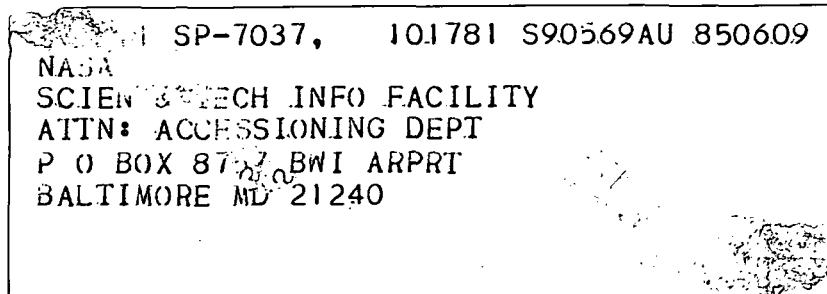 SP-7037, 101781 S90569AU 850609
NASA
SCIEN & TECH INFO FACILITY
ATTN: ACCESSIONING DEPT
P O BOX BWI ARPRT
BALTIMORE MD 21240